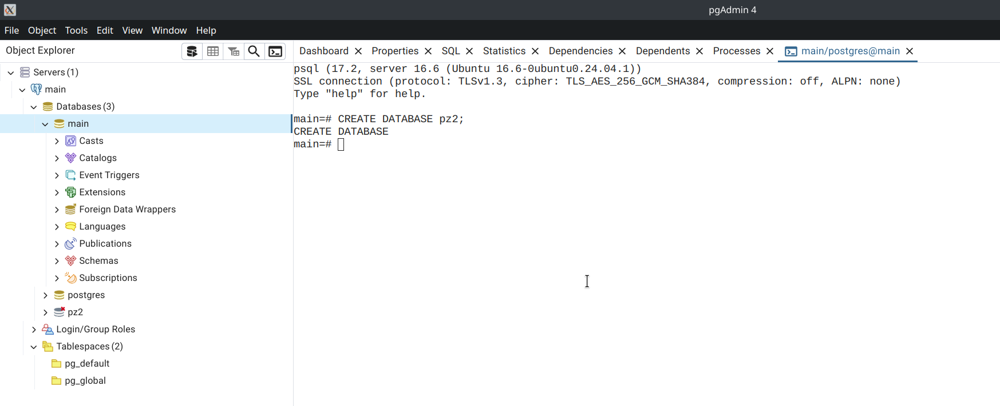 pgAdmin 4
File Object Tools Edit View Window Help
Object Explorer
Dashboard Properties SQL Statistics Dependencies Dependents Processes main/postgres@main
Servers (1)
main
Databases (3)
main
Casts
Catalogs
Event Triggers
Extensions
Foreign Data Wrappers
Languages
Publications
Schemas
Subscriptions
postgres
pz2
Login/Group Roles
Tablespaces (2)
pg_default
pg_global
psql (17.2, server 16.6 (Ubuntu 16.6-0ubuntu0.24.04.1))
SSL connection (protocol: TLSv1.3, cipher: TLS_AES_256_GCM_SHA384, compression: off, ALPN: none)
Type "help" for help.
main=# CREATE DATABASE pz2;
CREATE DATABASE
main=#